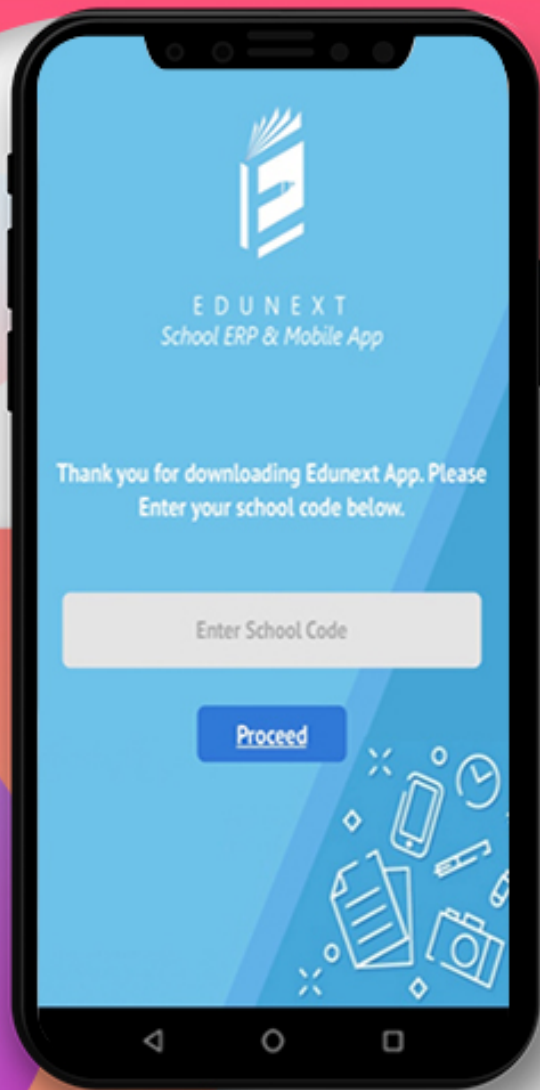 EDUNEXT
School ERP & Mobile App
Thank you for downloading Edunext App. Please
Enter your school code below.
Enter School Code
Proceed